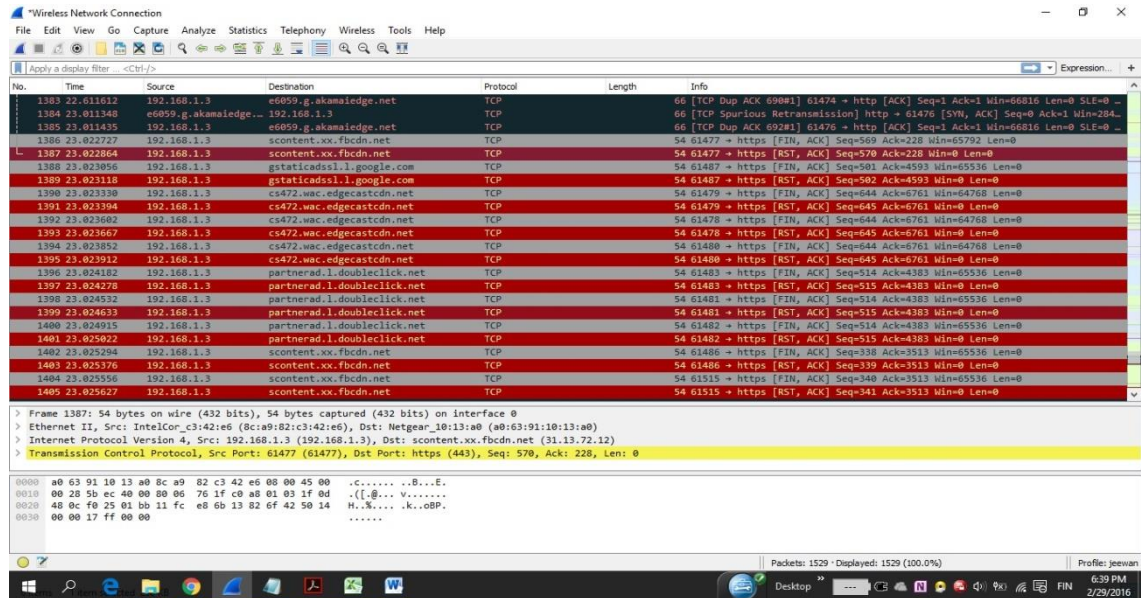 *Wireless Network Connection
File Edit View Go Capture Analyze Statistics Telephony Wireless Tools Help
Apply a display filter ... <Ctrl-/> Expression... +
No. Time Source Destination Protocol Length Info
1383 22.611612 192.168.1.3 e6059.g.akamaiedge.net TCP 66 [TCP Dup ACK 690#1] 61474 → http [ACK] Seq=1 Ack=1 Win=66816 Len=0 SLE=0 …
1384 23.011348 e6059.g.akamaiedge.… 192.168.1.3 TCP 66 [TCP Spurious Retransmission] http → 61476 [SYN, ACK] Seq=0 Ack=1 Win=284…
1385 23.011435 192.168.1.3 e6059.g.akamaiedge.net TCP 66 [TCP Dup ACK 692#1] 61476 → http [ACK] Seq=1 Ack=1 Win=66816 Len=0 SLE=0 …
1386 23.022727 192.168.1.3 scontent.xx.fbcdn.net TCP 54 61477 → https [FIN, ACK] Seq=569 Ack=228 Win=65792 Len=0
1387 23.022864 192.168.1.3 scontent.xx.fbcdn.net TCP 54 61477 → https [RST, ACK] Seq=570 Ack=228 Win=0 Len=0
1388 23.023056 192.168.1.3 gstaticadssl.l.google.com TCP 54 61487 → https [FIN, ACK] Seq=501 Ack=4593 Win=65536 Len=0
1389 23.023118 192.168.1.3 gstaticadssl.l.google.com TCP 54 61487 → https [RST, ACK] Seq=502 Ack=4593 Win=0 Len=0
1390 23.023330 192.168.1.3 cs472.wac.edgecastcdn.net TCP 54 61479 → https [FIN, ACK] Seq=644 Ack=6761 Win=64768 Len=0
1391 23.023394 192.168.1.3 cs472.wac.edgecastcdn.net TCP 54 61479 → https [RST, ACK] Seq=645 Ack=6761 Win=0 Len=0
1392 23.023602 192.168.1.3 cs472.wac.edgecastcdn.net TCP 54 61478 → https [FIN, ACK] Seq=644 Ack=6761 Win=64768 Len=0
1393 23.023667 192.168.1.3 cs472.wac.edgecastcdn.net TCP 54 61478 → https [RST, ACK] Seq=645 Ack=6761 Win=0 Len=0
1394 23.023852 192.168.1.3 cs472.wac.edgecastcdn.net TCP 54 61480 → https [FIN, ACK] Seq=644 Ack=6761 Win=64768 Len=0
1395 23.023912 192.168.1.3 cs472.wac.edgecastcdn.net TCP 54 61480 → https [RST, ACK] Seq=645 Ack=6761 Win=0 Len=0
1396 23.024182 192.168.1.3 partnerad.l.doubleclick.net TCP 54 61483 → https [FIN, ACK] Seq=514 Ack=4383 Win=65536 Len=0
1397 23.024278 192.168.1.3 partnerad.l.doubleclick.net TCP 54 61483 → https [RST, ACK] Seq=515 Ack=4383 Win=0 Len=0
1398 23.024532 192.168.1.3 partnerad.l.doubleclick.net TCP 54 61481 → https [FIN, ACK] Seq=514 Ack=4383 Win=65536 Len=0
1399 23.024633 192.168.1.3 partnerad.l.doubleclick.net TCP 54 61481 → https [RST, ACK] Seq=515 Ack=4383 Win=0 Len=0
1400 23.024915 192.168.1.3 partnerad.l.doubleclick.net TCP 54 61482 → https [FIN, ACK] Seq=514 Ack=4383 Win=65536 Len=0
1401 23.025022 192.168.1.3 partnerad.l.doubleclick.net TCP 54 61482 → https [RST, ACK] Seq=515 Ack=4383 Win=0 Len=0
1402 23.025294 192.168.1.3 scontent.xx.fbcdn.net TCP 54 61486 → https [FIN, ACK] Seq=338 Ack=3513 Win=65536 Len=0
1403 23.025376 192.168.1.3 scontent.xx.fbcdn.net TCP 54 61486 → https [RST, ACK] Seq=339 Ack=3513 Win=0 Len=0
1404 23.025556 192.168.1.3 scontent.xx.fbcdn.net TCP 54 61515 → https [FIN, ACK] Seq=340 Ack=3513 Win=65536 Len=0
1405 23.025627 192.168.1.3 scontent.xx.fbcdn.net TCP 54 61515 → https [RST, ACK] Seq=341 Ack=3513 Win=0 Len=0
> Frame 1387: 54 bytes on wire (432 bits), 54 bytes captured (432 bits) on interface 0
> Ethernet II, Src: IntelCor_c3:42:e6 (8c:a9:82:c3:42:e6), Dst: Netgear_10:13:a0 (a0:63:91:10:13:a0)
> Internet Protocol Version 4, Src: 192.168.1.3 (192.168.1.3), Dst: scontent.xx.fbcdn.net (31.13.72.12)
> Transmission Control Protocol, Src Port: 61477 (61477), Dst Port: https (443), Seq: 570, Ack: 228, Len: 0
0000 a0 63 91 10 13 a0 8c a9 82 c3 42 e6 08 00 45 00 .c...... ..B...E.
0010 00 28 5b ec 40 00 80 06 76 1f c0 a8 01 03 1f 0d .([.@... v.......
0020 48 0c f0 25 01 bb 11 fc e8 6b 13 82 6f 42 50 14 H..%.... .k..oBP.
0030 00 00 17 ff 00 00 ......
Packets: 1529 · Displayed: 1529 (100.0%) Profile: jeewan
Desktop FIN 6:39 PM
2/29/2016